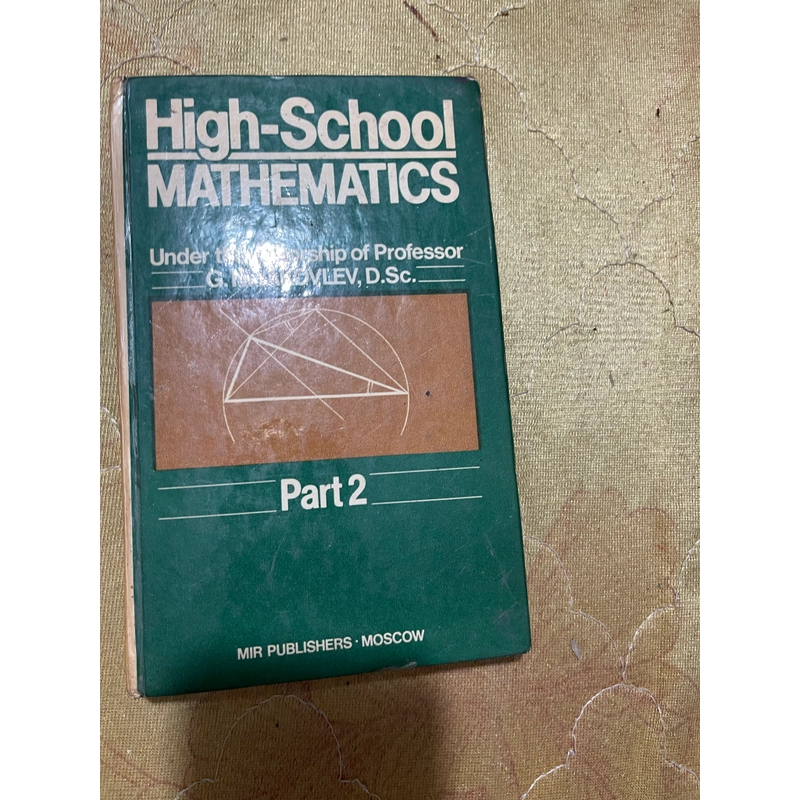 High-School
MATHEMATICS
Under of Professor
G. D.Sc.
Part 2
MIR PUBLISHERS · MOSCOW